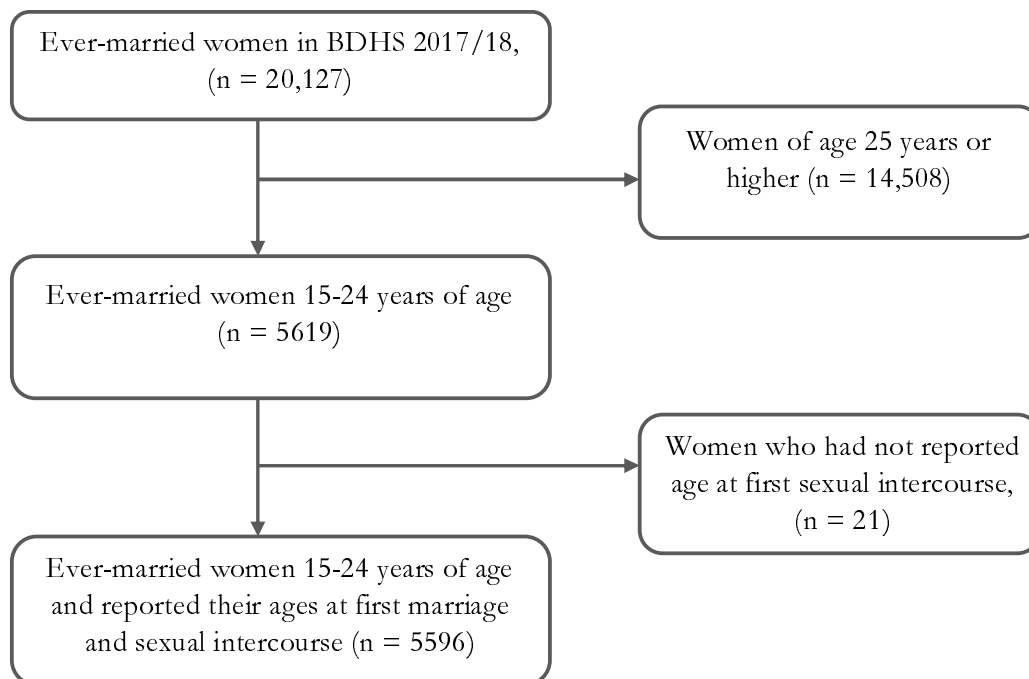 Ever-married women in BDHS 2017/18,
(n = 20,127)
Women of age 25 years or
higher (n = 14,508)
Ever-married women 15-24 years of age
(n = 5619)
Women who had not reported
age at first sexual intercourse,
(n = 21)
Ever-married women 15-24 years of age
and reported their ages at first marriage
and sexual intercourse (n = 5596)